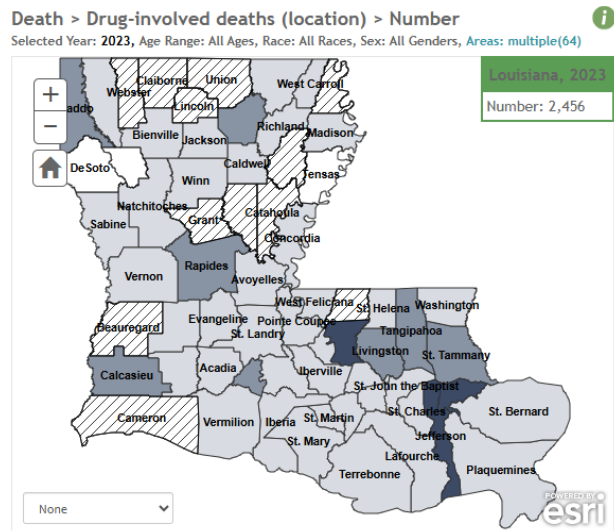 Death > Drug-involved deaths (location) > Number
Selected Year: 2023, Age Range: All Ages, Race: All Races, Sex: All Genders, Areas: multiple(64)
i
Louisiana, 2023
Number: 2,456
+
−
Claiborne
Union
West Carroll
Webster
Lincoln
addo
Richland
Madison
Bienville
Jackson
DeSoto
Caldwell
Tensas
Winn
Natchitoches
Catahoula
Sabine
Grant
Concordia
Rapides
Vernon
Avoyelles
West Feliciana
St. Helena
Washington
Beauregard
Evangeline
Pointe Coupee
Tangipahoa
St. Landry
Livingston
St. Tammany
Calcasieu
Acadia
Iberville
St. John the Baptist
St. Charles
St. Bernard
Cameron
Vermilion
Iberia
St. Martin
Jefferson
St. Mary
Lafourche
Plaquemines
Terrebonne
None
POWERED BY
esri